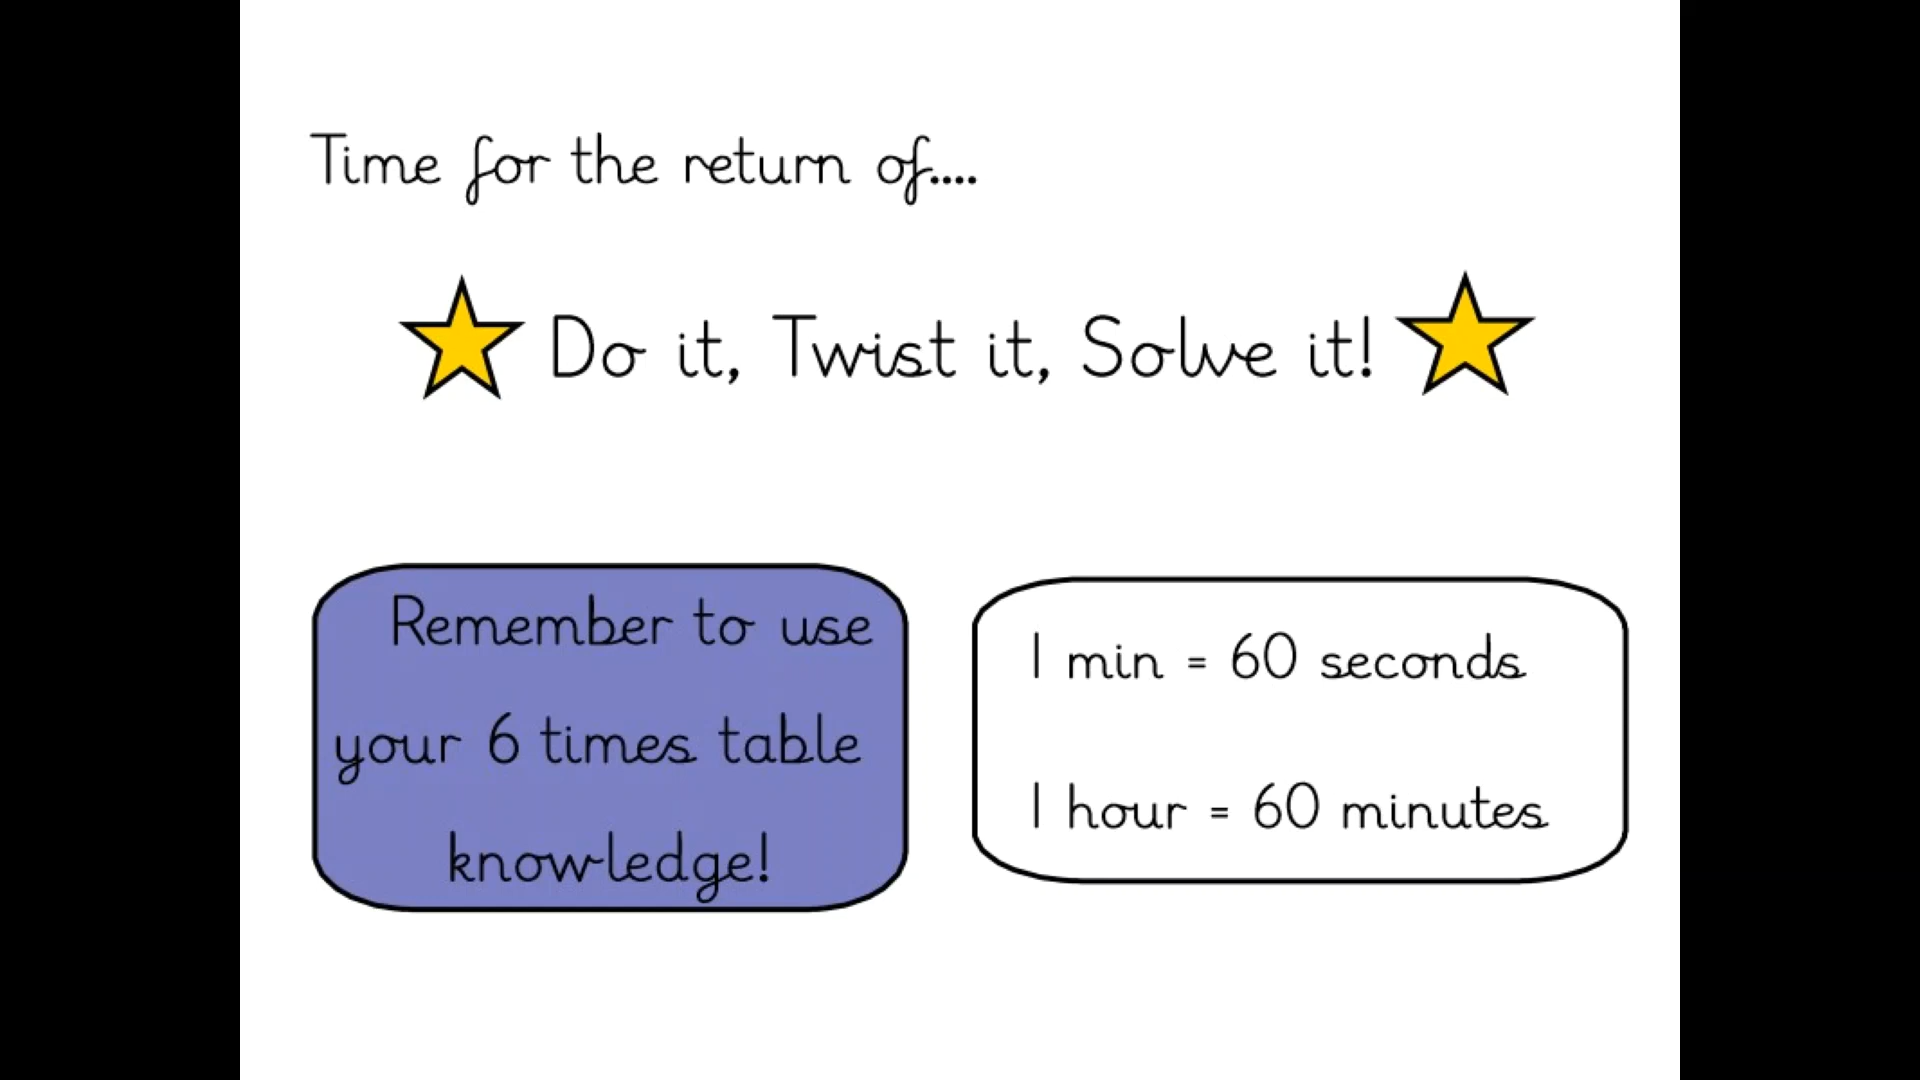 Time for the return of....
Do it, Twist it, Solve it!
Remember to use
your 6 times table
knowledge!
1 min = 60 seconds
1 hour = 60 minutes